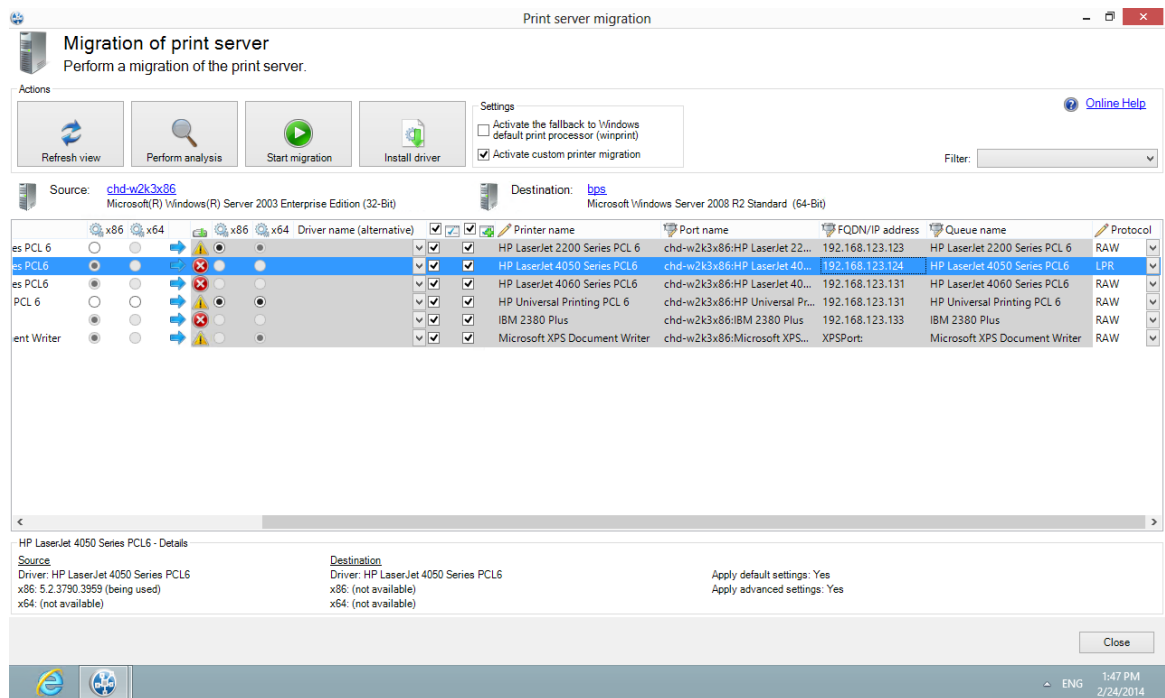 Print server migration
Migration of print server
Perform a migration of the print server.
Actions
Refresh view
Perform analysis
Start migration
Install driver
Settings
Activate the fallback to Windows
default print processor (winprint)
Activate custom printer migration
Online Help
Filter:
Source: chd-w2k3x86
Microsoft(R) Windows(R) Server 2003 Enterprise Edition (32-Bit)
Destination: bps
Microsoft Windows Server 2008 R2 Standard (64-Bit)
x86 x64 x86 x64 Driver name (alternative) Printer name Port name FQDN/IP address Queue name Protocol
es PCL 6 HP LaserJet 2200 Series PCL 6 chd-w2k3x86:HP LaserJet 22... 192.168.123.123 HP LaserJet 2200 Series PCL 6 RAW
es PCL6 HP LaserJet 4050 Series PCL6 chd-w2k3x86:HP LaserJet 40... 192.168.123.124 HP LaserJet 4050 Series PCL6 LPR
es PCL6 HP LaserJet 4060 Series PCL6 chd-w2k3x86:HP LaserJet 40... 192.168.123.131 HP LaserJet 4060 Series PCL6 RAW
PCL 6 HP Universal Printing PCL 6 chd-w2k3x86:HP Universal Pr... 192.168.123.131 HP Universal Printing PCL 6 RAW
IBM 2380 Plus chd-w2k3x86:IBM 2380 Plus 192.168.123.133 IBM 2380 Plus RAW
ent Writer Microsoft XPS Document Writer chd-w2k3x86:Microsoft XPS... XPSPort: Microsoft XPS Document Writer RAW
HP LaserJet 4050 Series PCL6 - Details
Source
Driver: HP LaserJet 4050 Series PCL6
x86: 5.2.3790.3959 (being used)
x64: (not available)
Destination
Driver: HP LaserJet 4050 Series PCL6
x86: (not available)
x64: (not available)
Apply default settings: Yes
Apply advanced settings: Yes
Close
ENG
1:47 PM
2/24/2014